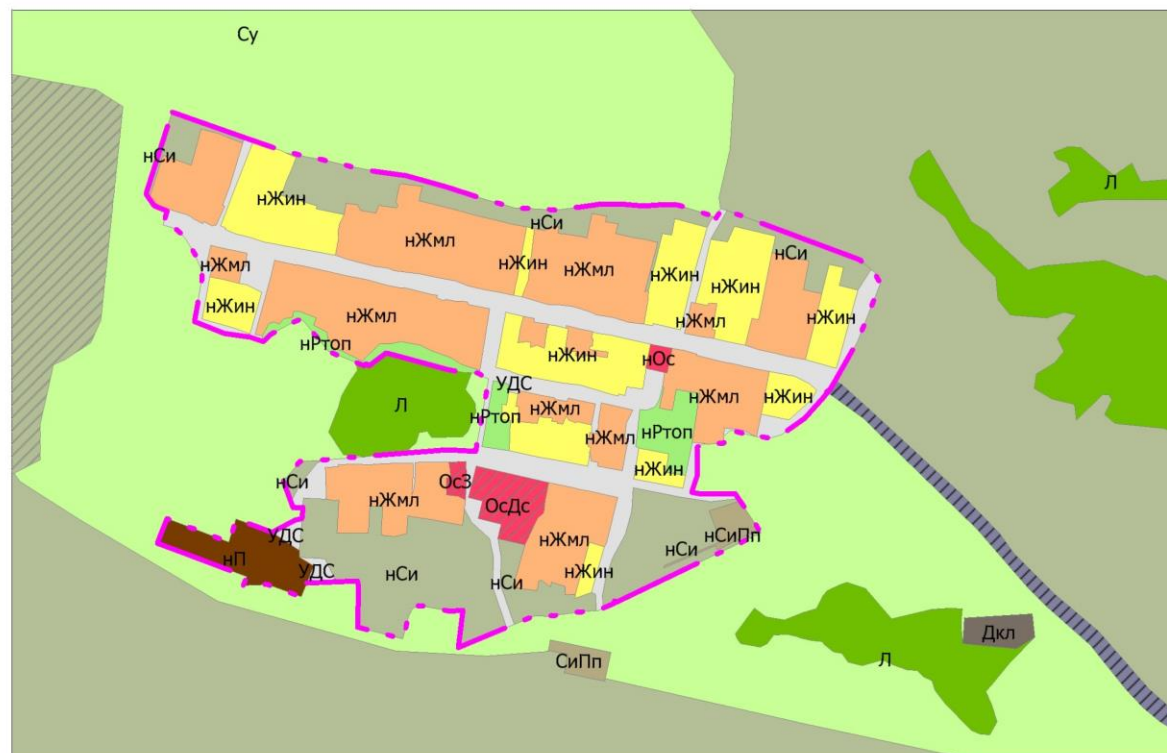 Су
нСи
Л
нЖин
нЖмл
нСи
нСи
нЖмл
нЖин
нЖмл
нЖин
нЖин
нЖмл
нЖин
нЖин
нЖмл
нЖмл
нРтоп
нЖин
нОс
УДС
нЖмл
нЖин
Л
нРтоп
нЖмл
нЖмл
нРтоп
нЖин
нСи
ОсЗ
нЖмл
ОсДс
УДС
нЖмл
нСиПп
нСи
нП
УДС
нСи
нСи
нЖин
СиПп
Л
Дкл